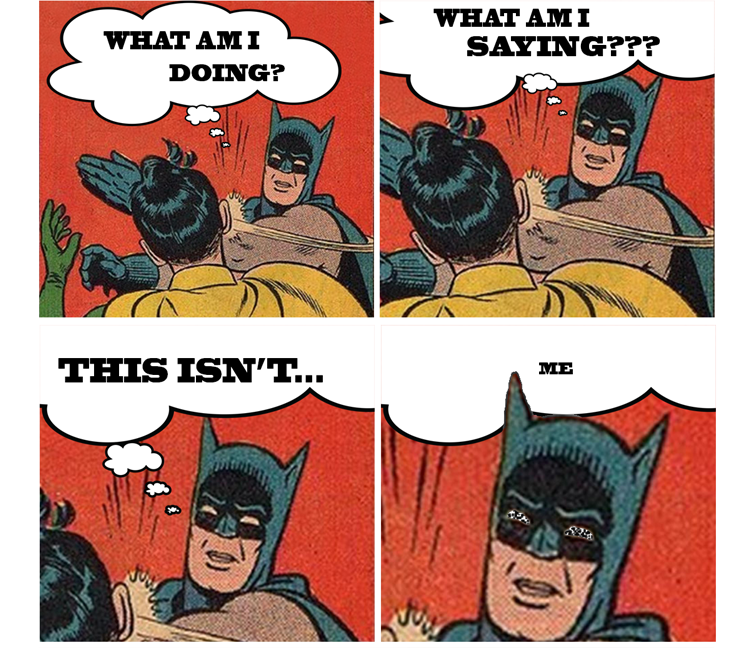 WHAT AM I
DOING?
WHAT AM I
SAYING???
THIS ISN'T...
ME